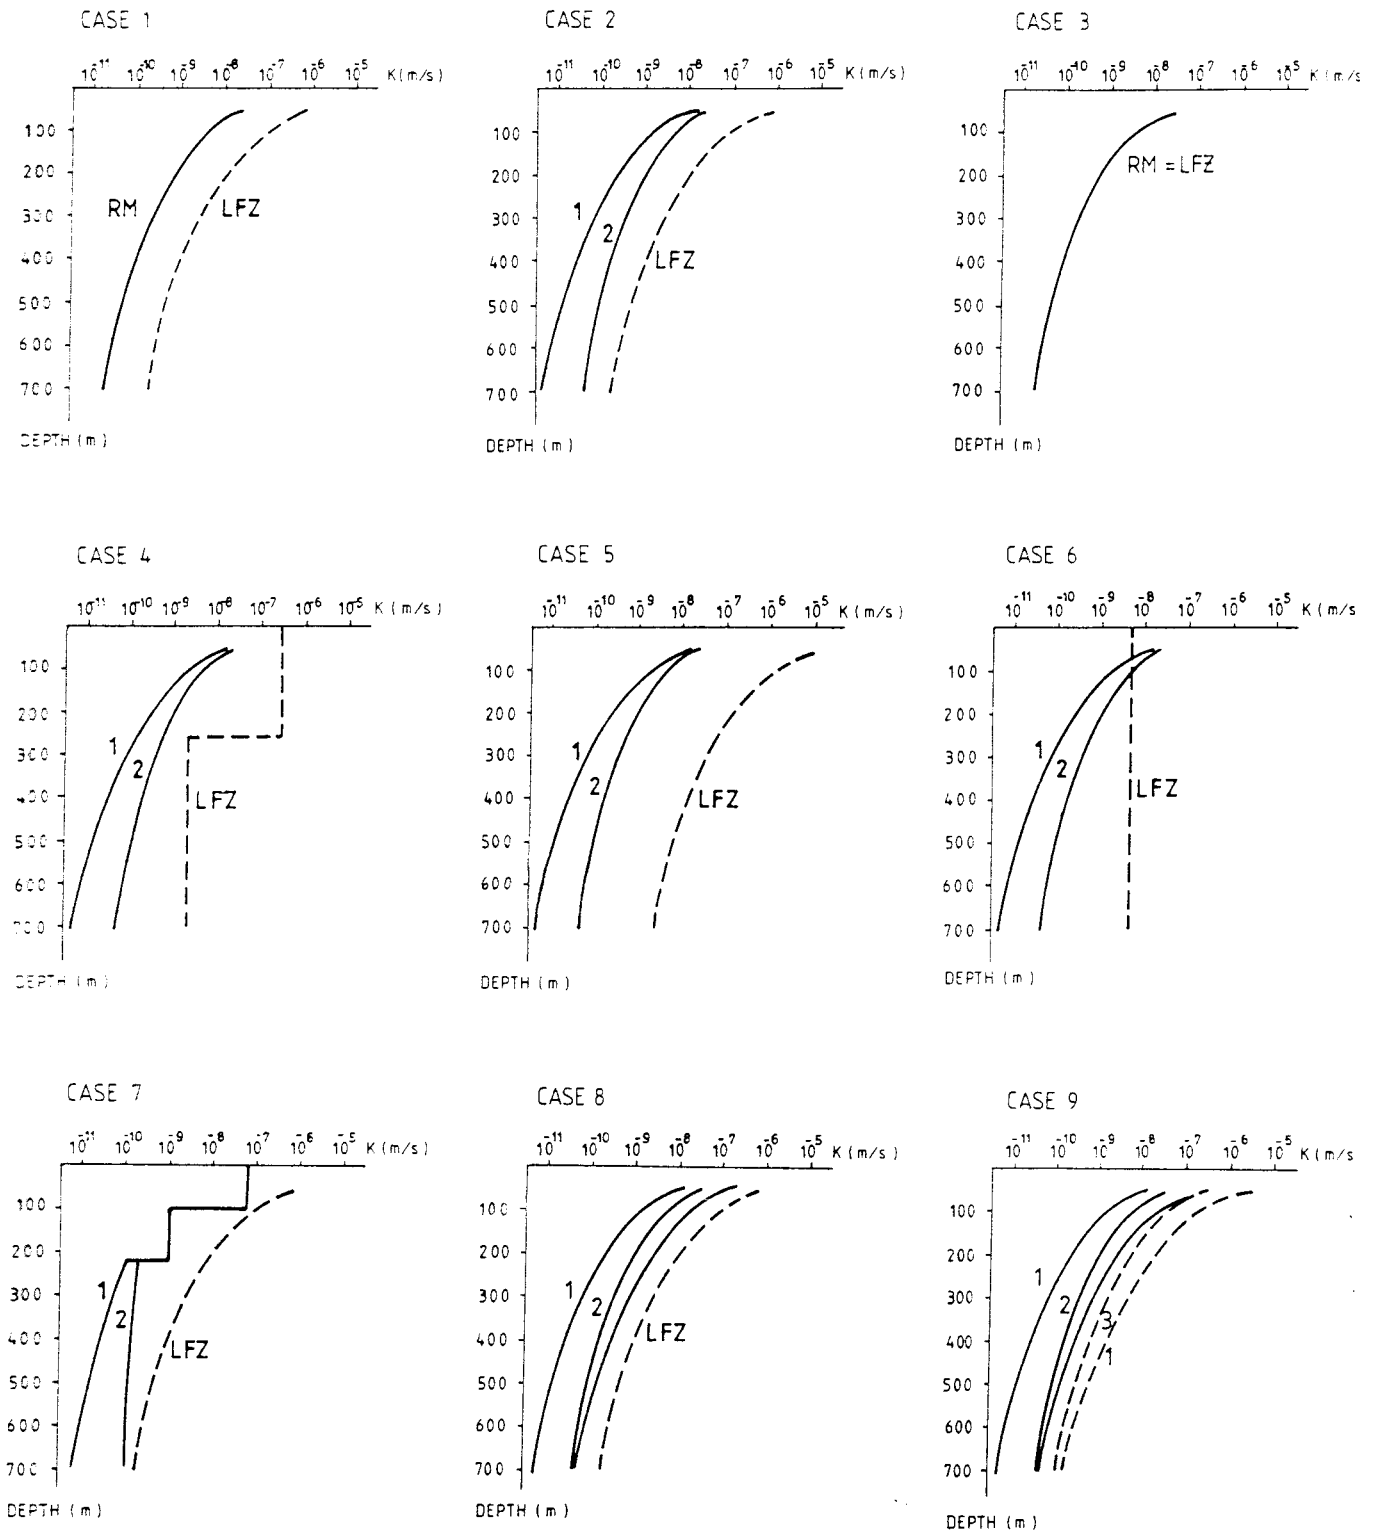 CASE 1
10⁻¹¹ 10⁻¹⁰ 10⁻⁹ 10⁻⁸ 10⁻⁷ 10⁻⁶ 10⁻⁵ K(m/s)
100
200
300
400
500
600
700
RM
LFZ
DEPTH (m)
CASE 2
10⁻¹¹ 10⁻¹⁰ 10⁻⁹ 10⁻⁸ 10⁻⁷ 10⁻⁶ 10⁻⁵ K(m/s)
100
200
300
400
500
600
700
1
2
LFZ
DEPTH (m)
CASE 3
10⁻¹¹ 10⁻¹⁰ 10⁻⁹ 10⁻⁸ 10⁻⁷ 10⁻⁶ 10⁻⁵ K(m/s
100
200
300
400
500
600
700
RM = LFZ
DEPTH (m)
CASE 4
10⁻¹¹ 10⁻¹⁰ 10⁻⁹ 10⁻⁸ 10⁻⁷ 10⁻⁶ 10⁻⁵ K(m/s)
100
200
300
400
500
600
700
1
2
LFZ
DEPTH (m)
CASE 5
10⁻¹¹ 10⁻¹⁰ 10⁻⁹ 10⁻⁸ 10⁻⁷ 10⁻⁶ 10⁻⁵ K(m/s)
100
200
300
400
500
600
700
1
2
LFZ
DEPTH (m)
CASE 6
10⁻¹¹ 10⁻¹⁰ 10⁻⁹ 10⁻⁸ 10⁻⁷ 10⁻⁶ 10⁻⁵ K(m/s
100
200
300
400
500
600
700
1
2
LFZ
DEPTH (m)
CASE 7
10⁻¹¹ 10⁻¹⁰ 10⁻⁹ 10⁻⁸ 10⁻⁷ 10⁻⁶ 10⁻⁵ K(m/s)
100
200
300
400
500
600
700
1
2
LFZ
DEPTH (m)
CASE 8
10⁻¹¹ 10⁻¹⁰ 10⁻⁹ 10⁻⁸ 10⁻⁷ 10⁻⁶ 10⁻⁵ K(m/s)
100
200
300
400
500
600
700
1
2
LFZ
DEPTH (m)
CASE 9
10⁻¹¹ 10⁻¹⁰ 10⁻⁹ 10⁻⁸ 10⁻⁷ 10⁻⁶ 10⁻⁵ K(m/s
100
200
300
400
500
600
700
1
2
3
1
DEPTH (m)